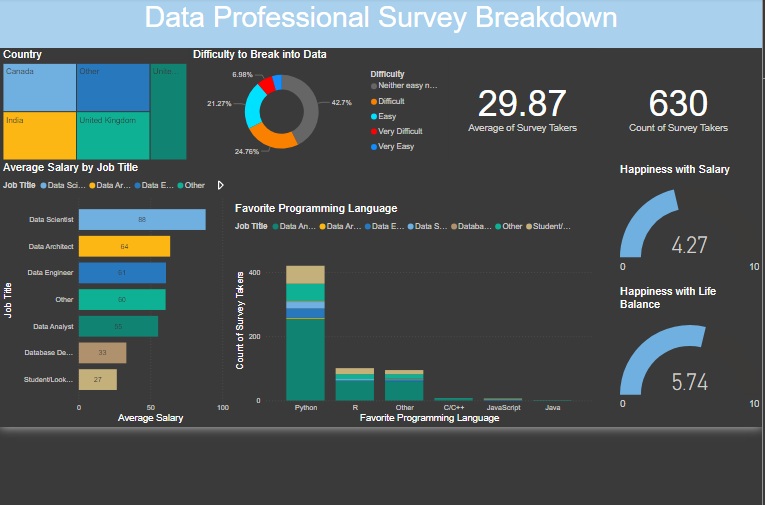 Data Professional Survey Breakdown
Country
Canada
Other
Unite...
India
United Kingdom
Difficulty to Break into Data
6.98%
21.27%
42.7%
24.76%
Difficulty
Neither easy n...
Difficult
Easy
Very Difficult
Very Easy
29.87
Average of Survey Takers
630
Count of Survey Takers
Average Salary by Job Title
Job Title
Data Sci...
Data Ar...
Data E...
Other
Job Title
Data Scientist
88
Data Architect
64
Data Engineer
61
Other
60
Data Analyst
55
Database De...
33
Student/Look...
27
0
50
100
Average Salary
Favorite Programming Language
Job Title
Data An...
Data Ar...
Data E...
Data S...
Databa...
Other
Student/...
Count of Survey Takers
400
200
0
Python
R
Other
C/C++
JavaScript
Java
Favorite Programming Language
Happiness with Salary
4.27
0
10
Happiness with Life
Balance
5.74
0
10